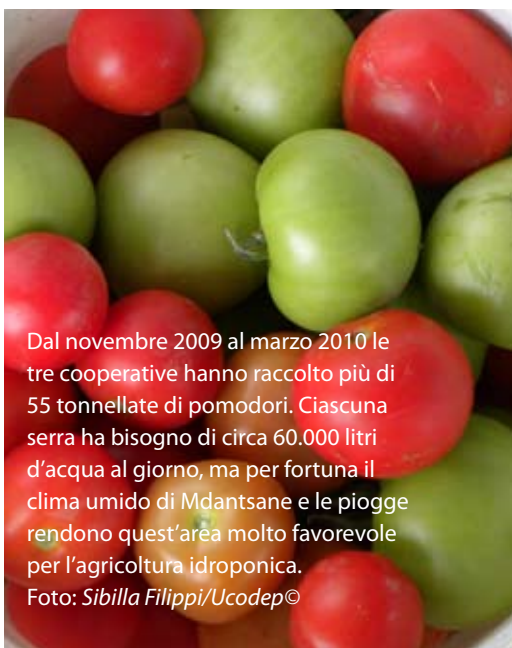 Dal novembre 2009 al marzo 2010 le
tre cooperative hanno raccolto più di
55 tonnellate di pomodori. Ciascuna
serra ha bisogno di circa 60.000 litri
d’acqua al giorno, ma per fortuna il
clima umido di Mdantsane e le piogge
rendono quest’area molto favorevole
per l’agricoltura idroponica.
Foto: Sibilla Filippi/Ucodep©